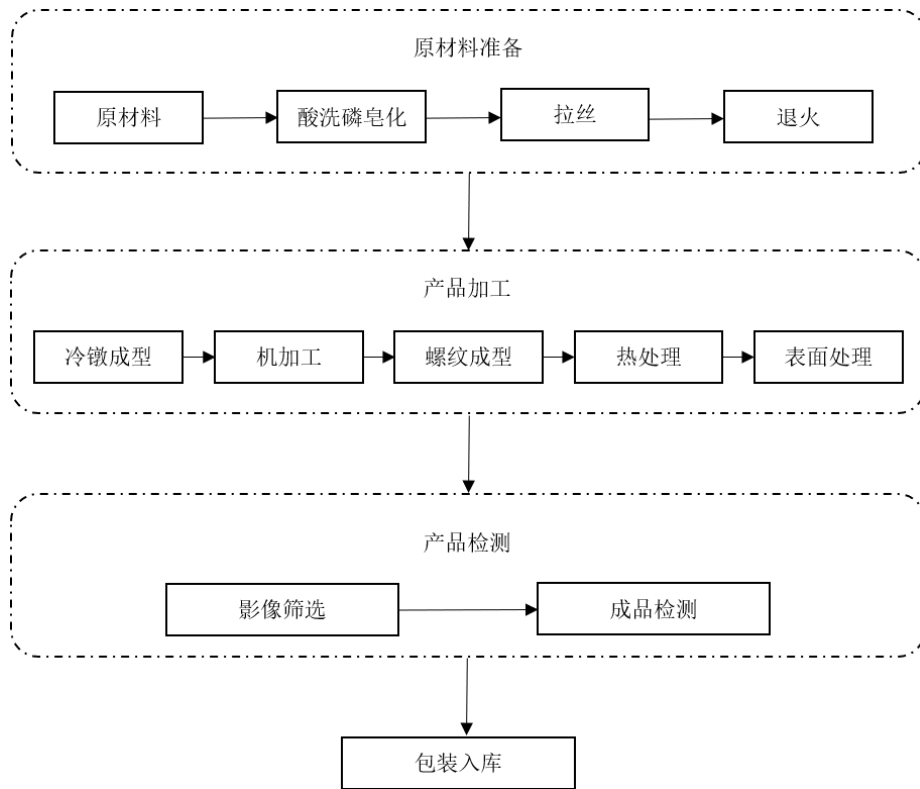 原材料准备
原材料
酸洗磷皂化
拉丝
退火
产品加工
冷镦成型
机加工
螺纹成型
热处理
表面处理
产品检测
影像筛选
成品检测
包装入库